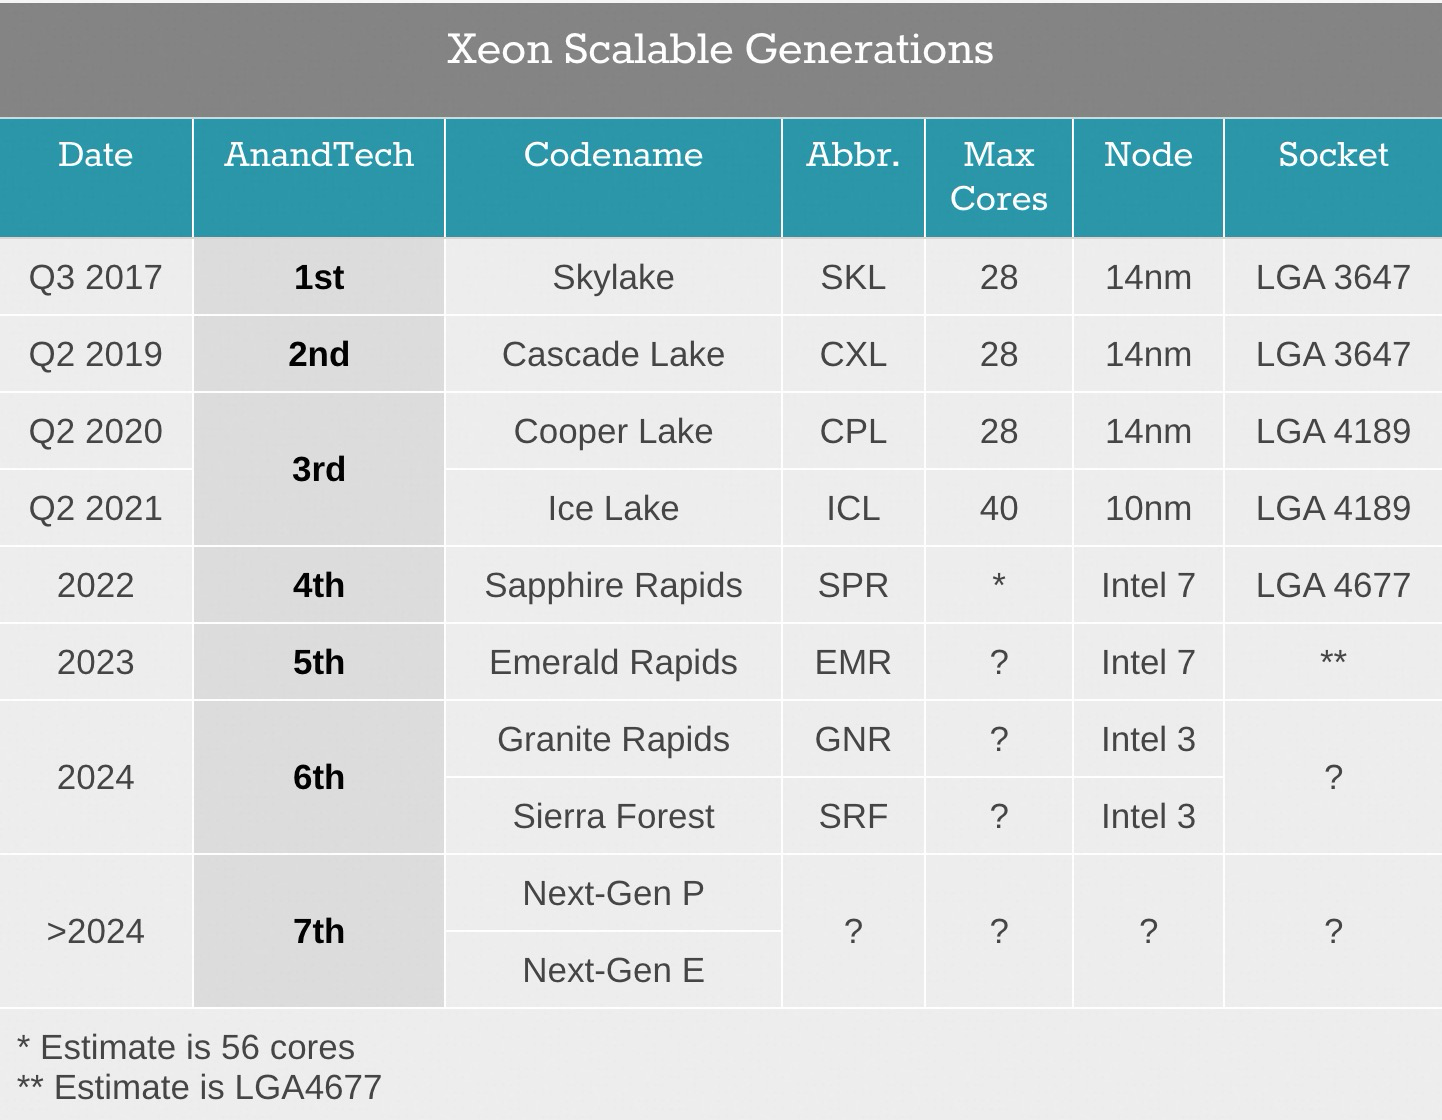 Xeon Scalable Generations
Date AnandTech Codename Abbr. Max Cores Node Socket
Q3 2017 1st Skylake SKL 28 14nm LGA 3647
Q2 2019 2nd Cascade Lake CXL 28 14nm LGA 3647
Q2 2020 3rd Cooper Lake CPL 28 14nm LGA 4189
Q2 2021 Ice Lake ICL 40 10nm LGA 4189
2022 4th Sapphire Rapids SPR * Intel 7 LGA 4677
2023 5th Emerald Rapids EMR ? Intel 7 **
2024 6th Granite Rapids GNR ? Intel 3 ?
Sierra Forest SRF ? Intel 3
>2024 7th Next-Gen P ? ? ? ?
Next-Gen E
* Estimate is 56 cores
** Estimate is LGA4677